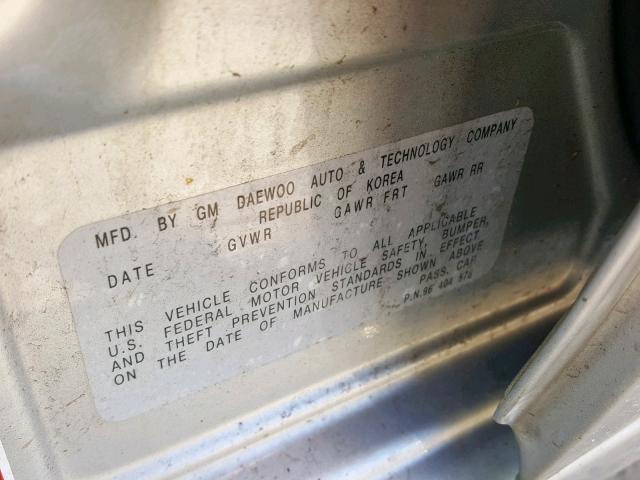 MFD. BY GM DAEWOO AUTO & TECHNOLOGY COMPANY
REPUBLIC OF KOREA
DATE GVWR GAWR FRT GAWR RR
THIS VEHICLE CONFORMS TO ALL APPLICABLE
U.S. FEDERAL MOTOR VEHICLE SAFETY, BUMPER,
AND THEFT PREVENTION STANDARDS IN EFFECT
ON THE DATE OF MANUFACTURE SHOWN ABOVE
PASS. CAR
P.N.96 404